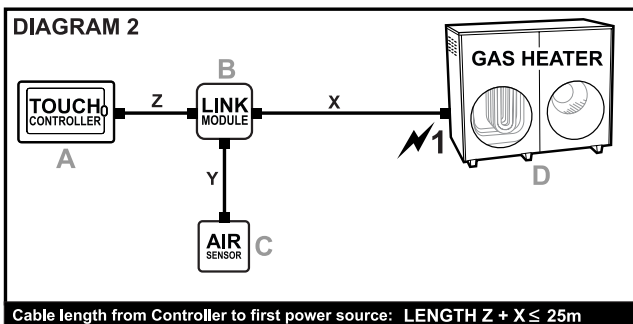 DIAGRAM 2
GAS HEATER
B
TOUCH
CONTROLLER
Z
LINK
MODULE
X
1
A
D
Y
AIR
SENSOR
C
Cable length from Controller to first power source: LENGTH Z + X ≤ 25m